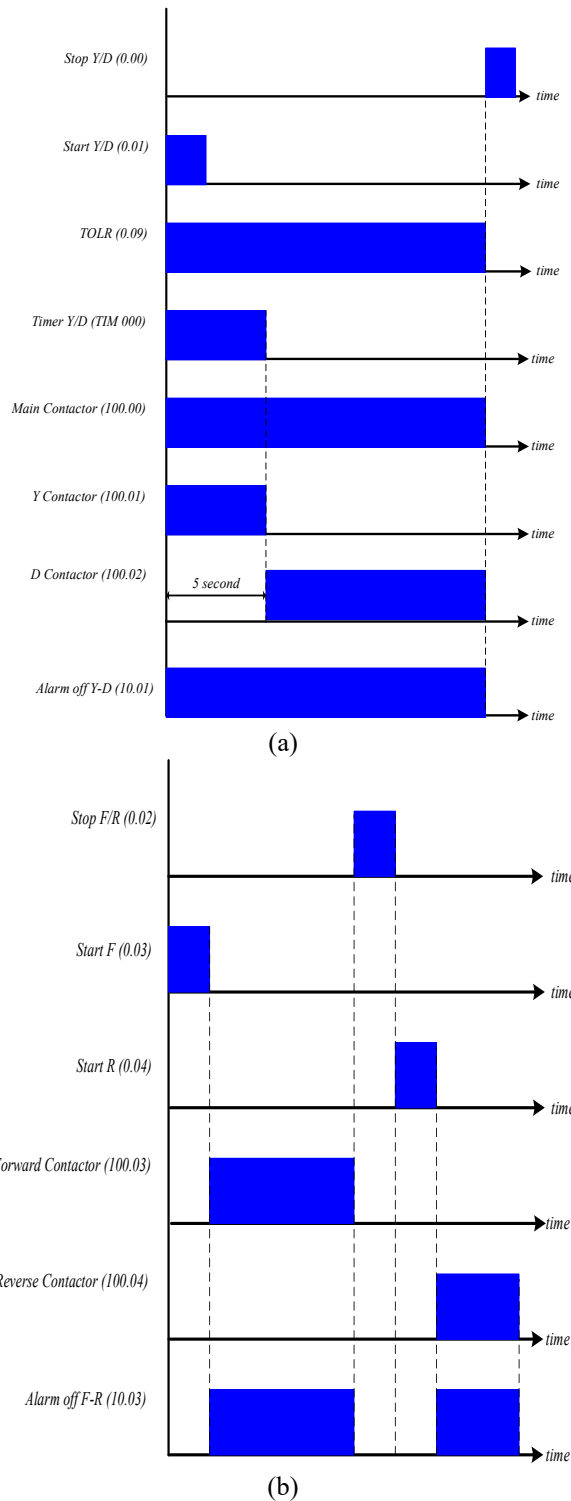 Stop Y/D (0.00)
time
Start Y/D (0.01)
time
TOLR (0.09)
time
Timer Y/D (TIM 000)
time
Main Contactor (100.00)
time
Y Contactor (100.01)
time
D Contactor (100.02)
5 second
time
Alarm off Y-D (10.01)
time
(a)
Stop F/R (0.02)
time
Start F (0.03)
time
Start R (0.04)
time
Forward Contactor (100.03)
time
Reverse Contactor (100.04)
time
Alarm off F-R (10.03)
time
(b)